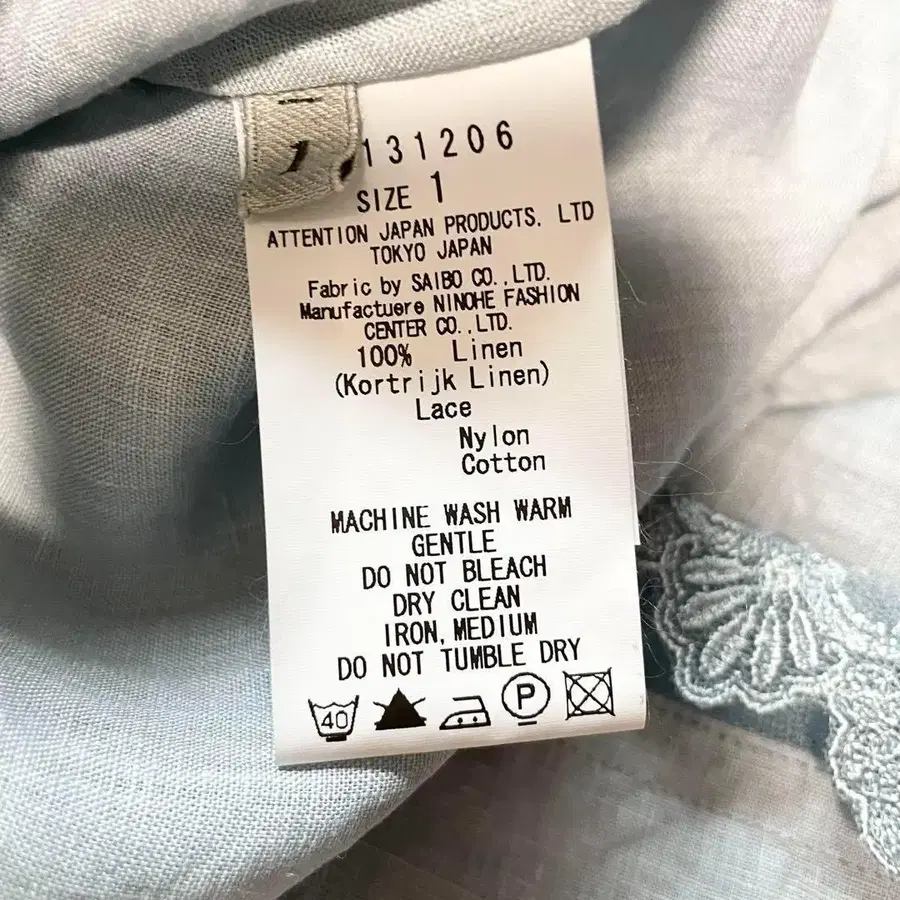 1
131206
SIZE 1
ATTENTION JAPAN PRODUCTS. LTD
TOKYO JAPAN
Fabric by SAIBO CO.,LTD.
Manufactuere NINOHE FASHION
CENTER CO.,LTD.
100% Linen
(Kortrijk Linen)
Lace
Nylon
Cotton
MACHINE WASH WARM
GENTLE
DO NOT BLEACH
DRY CLEAN
IRON, MEDIUM
DO NOT TUMBLE DRY
40
P